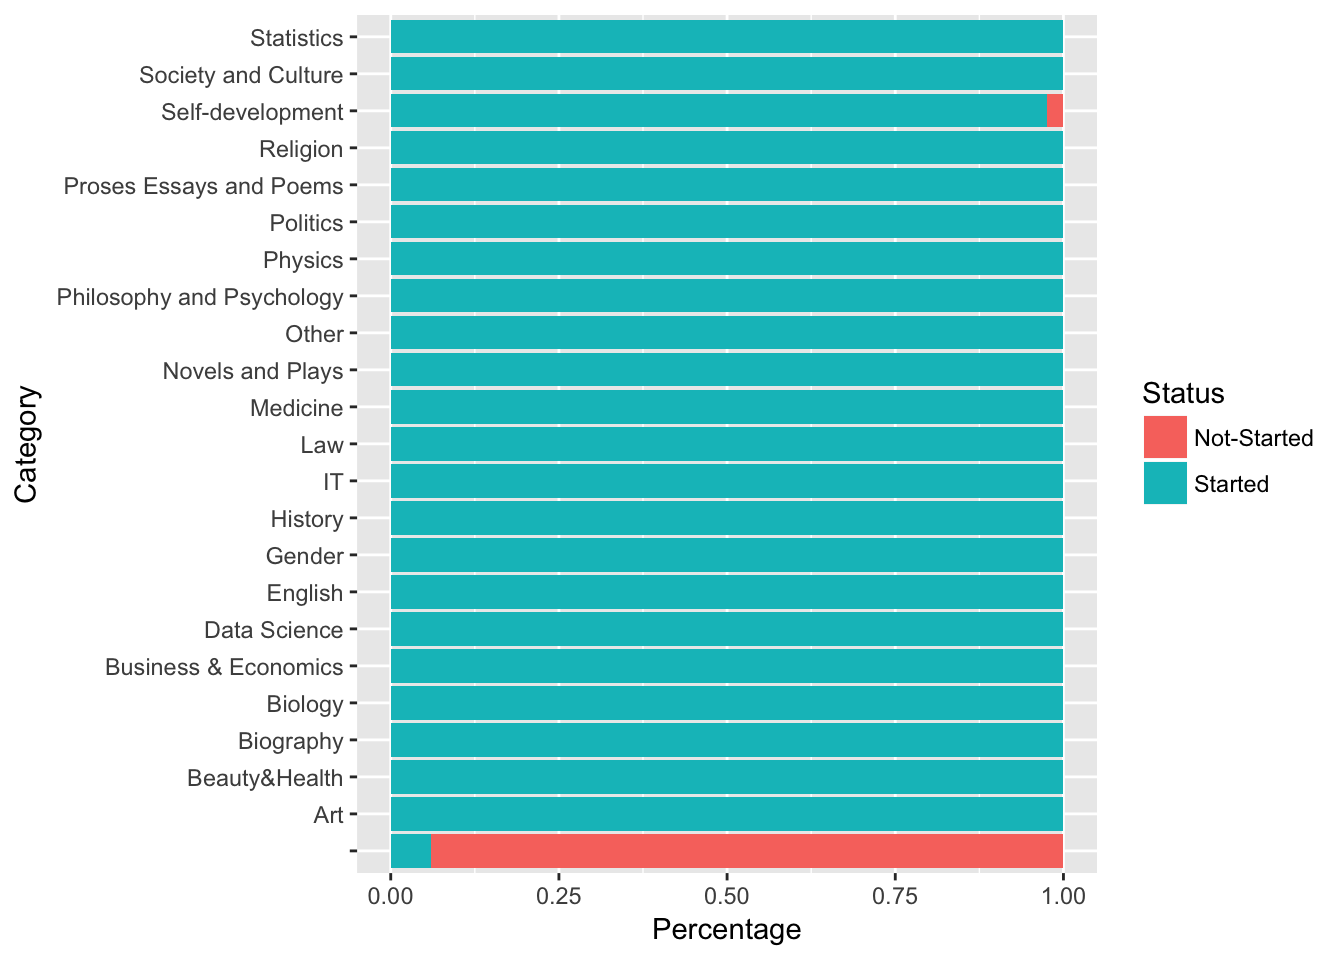 Statistics
Society and Culture
Self-development
Religion
Proses Essays and Poems
Politics
Physics
Philosophy and Psychology
Other
Novels and Plays
Medicine
Law
IT
History
Gender
English
Data Science
Business & Economics
Biology
Biography
Beauty&Health
Art
Category
0.00 0.25 0.50 0.75 1.00
Percentage
Status
Not-Started
Started